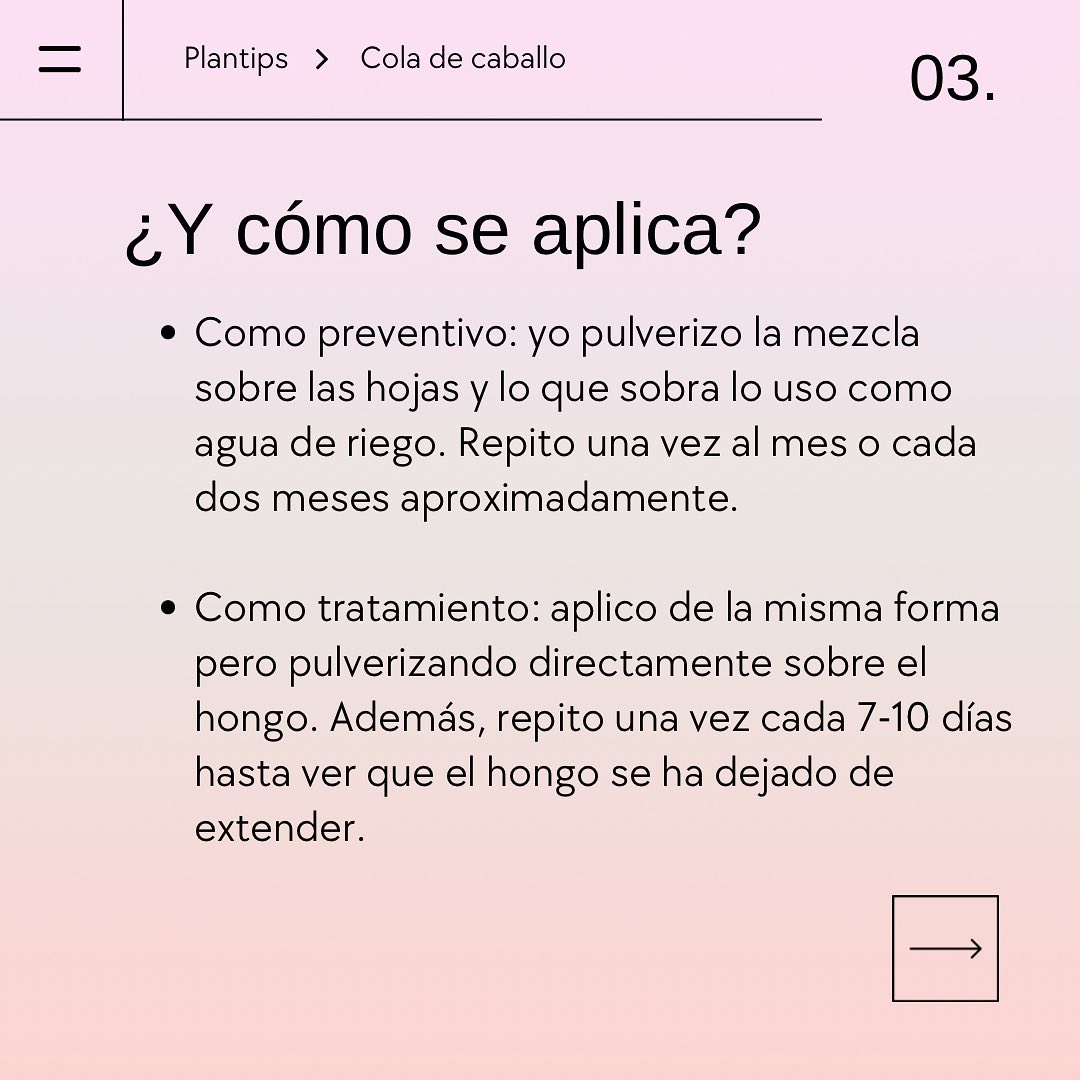 Plantips > Cola de caballo
03.
¿Y cómo se aplica?
• Como preventivo: yo pulverizo la mezcla
sobre las hojas y lo que sobra lo uso como
agua de riego. Repito una vez al mes o cada
dos meses aproximadamente.
• Como tratamiento: aplico de la misma forma
pero pulverizando directamente sobre el
hongo. Además, repito una vez cada 7-10 días
hasta ver que el hongo se ha dejado de
extender.